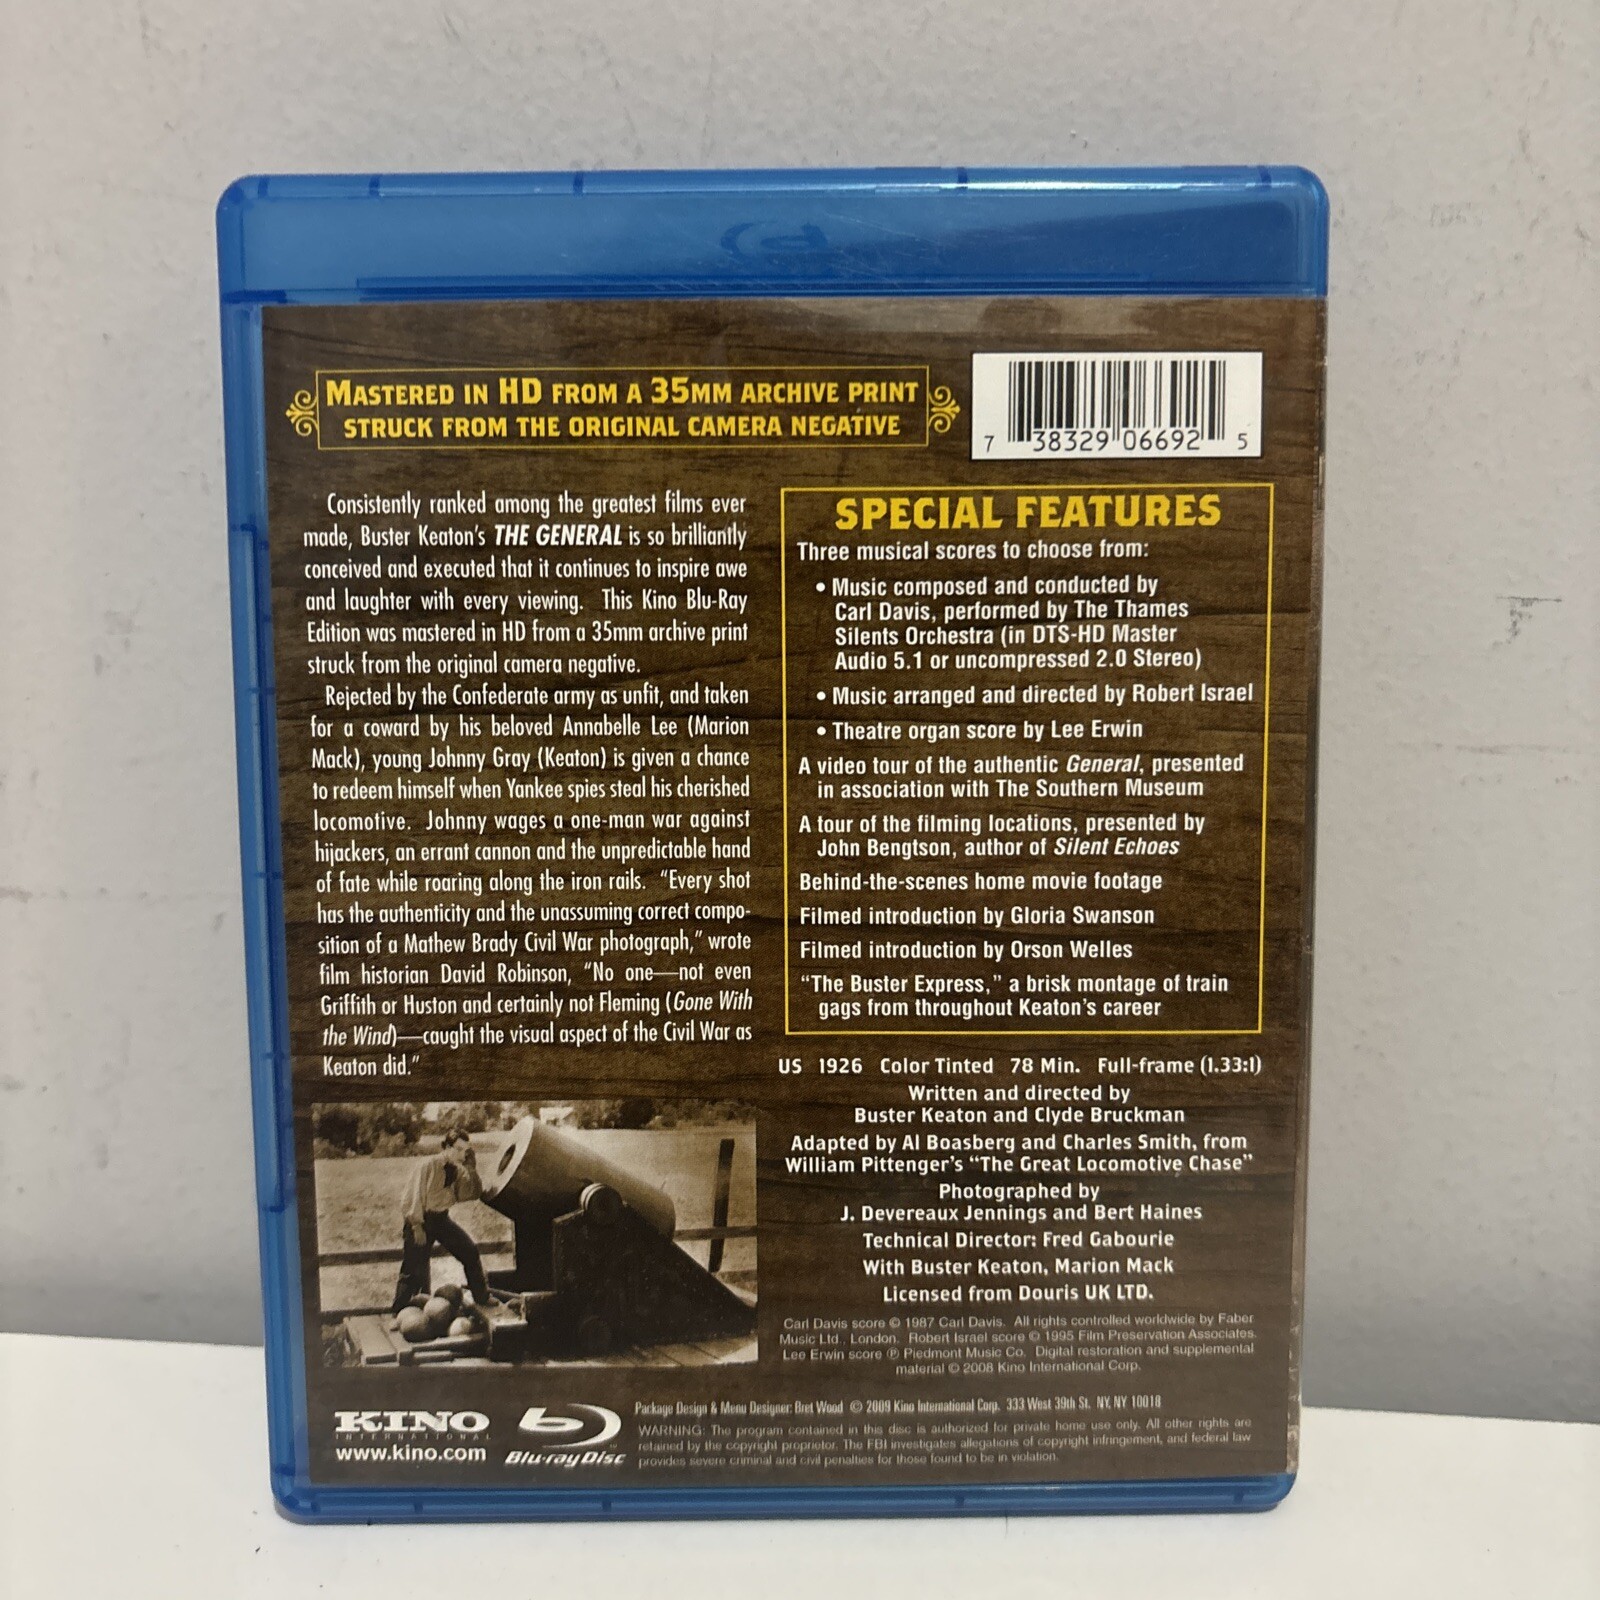 MASTERED IN HD FROM A 35MM ARCHIVE PRINT
STRUCK FROM THE ORIGINAL CAMERA NEGATIVE
7 38329 06692 5
Consistently ranked among the greatest films ever
made, Buster Keaton's THE GENERAL is so brilliantly
conceived and executed that it continues to inspire awe
and laughter with every viewing. This Kino Blu-Ray
Edition was mastered in HD from a 35mm archive print
struck from the original camera negative.
Rejected by the Confederate army as unfit, and taken
for a coward by his beloved Annabelle Lee (Marion
Mack), young Johnny Gray (Keaton) is given a chance
to redeem himself when Yankee spies steal his cherished
locomotive. Johnny wages a one-man war against
hijackers, an errant cannon and the unpredictable hand
of fate while roaring along the iron rails. "Every shot
has the authenticity and the unassuming correct compo-
sition of a Mathew Brady Civil War photograph," wrote
film historian David Robinson, "No one—not even
Griffith or Huston and certainly not Fleming (Gone With
the Wind)—caught the visual aspect of the Civil War as
Keaton did."
SPECIAL FEATURES
Three musical scores to choose from:
• Music composed and conducted by
Carl Davis, performed by The Thames
Silents Orchestra (in DTS-HD Master
Audio 5.1 or uncompressed 2.0 Stereo)
• Music arranged and directed by Robert Israel
• Theatre organ score by Lee Erwin
A video tour of the authentic General, presented
in association with The Southern Museum
A tour of the filming locations, presented by
John Bengtson, author of Silent Echoes
Behind-the-scenes home movie footage
Filmed introduction by Gloria Swanson
Filmed introduction by Orson Welles
"The Buster Express," a brisk montage of train
gags from throughout Keaton's career
US 1926 Color Tinted 78 Min. Full-frame (1.33:1)
Written and directed by
Buster Keaton and Clyde Bruckman
Adapted by Al Boasberg and Charles Smith, from
William Pittenger's "The Great Locomotive Chase"
Photographed by
J. Devereaux Jennings and Bert Haines
Technical Director: Fred Gabourie
With Buster Keaton, Marion Mack
Licensed from Douris UK LTD.
Carl Davis score © 1987 Carl Davis. All rights controlled worldwide by Faber
Music Ltd., London. Robert Israel score © 1995 Film Preservation Associates.
Lee Erwin score ℗ Piedmont Music Co. Digital restoration and supplemental
material © 2008 Kino International Corp.
KINO
INTERNATIONAL
www.kino.com
Blu-ray Disc
Package Design & Menu Designer: Bret Wood © 2009 Kino International Corp. 333 West 39th St. NY, NY 10018
WARNING: The program contained in this disc is authorized for private home use only. All other rights are
retained by the copyright proprietor. The FBI investigates allegations of copyright infringement, and federal law
provides severe criminal and civil penalties for those found to be in violation.